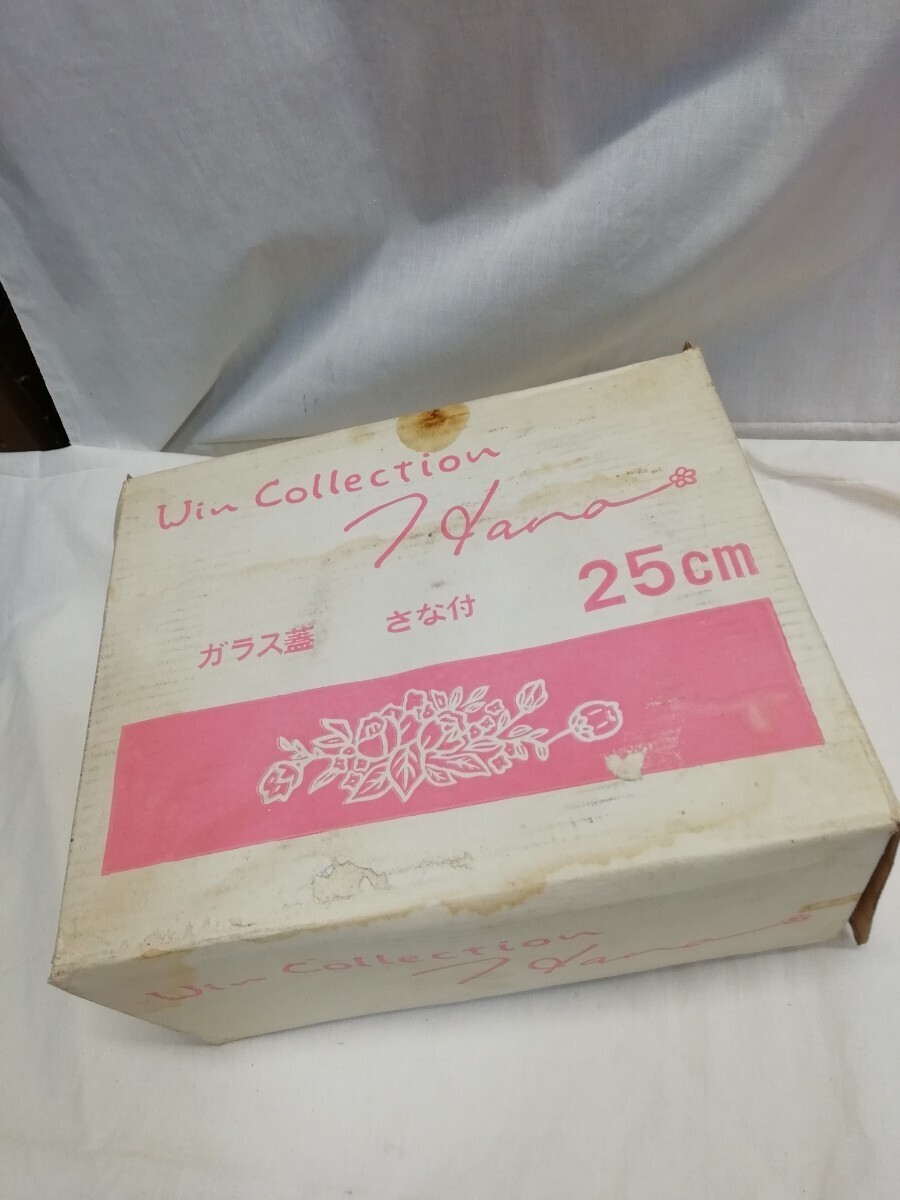 Win Collection
Hana
ガラス蓋 さな付 25cm
Win Collection
Hana